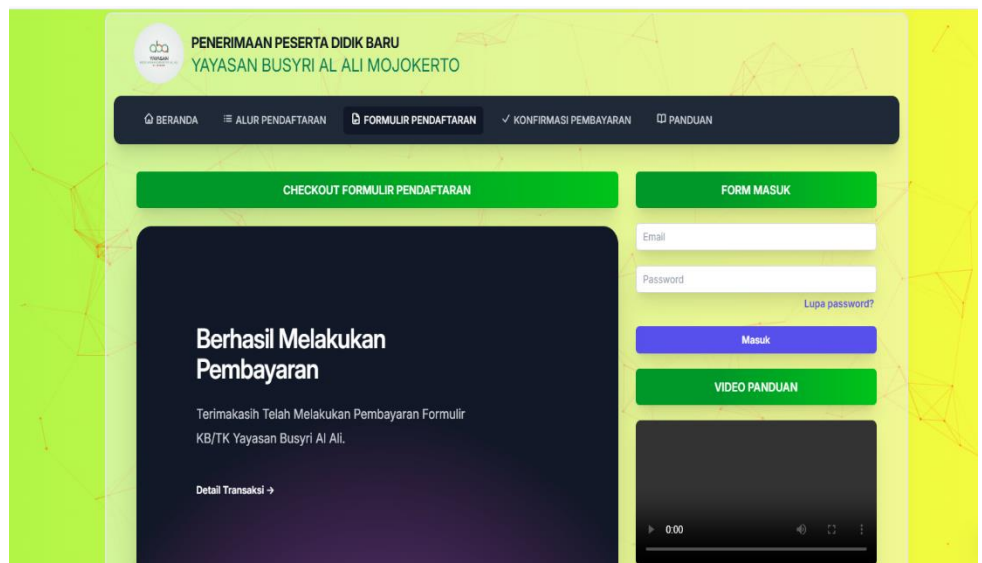 aba
YAYASAN
PENERIMAAN PESERTA DIDIK BARU
YAYASAN BUSYRI AL ALI MOJOKERTO
BERANDA
ALUR PENDAFTARAN
FORMULIR PENDAFTARAN
KONFIRMASI PEMBAYARAN
PANDUAN
CHECKOUT FORMULIR PENDAFTARAN
Berhasil Melakukan
Pembayaran
Terimakasih Telah Melakukan Pembayaran Formulir
KB/TK Yayasan Busyri Al Ali.
Detail Transaksi →
FORM MASUK
Email
Password
Lupa password?
Masuk
VIDEO PANDUAN
0:00